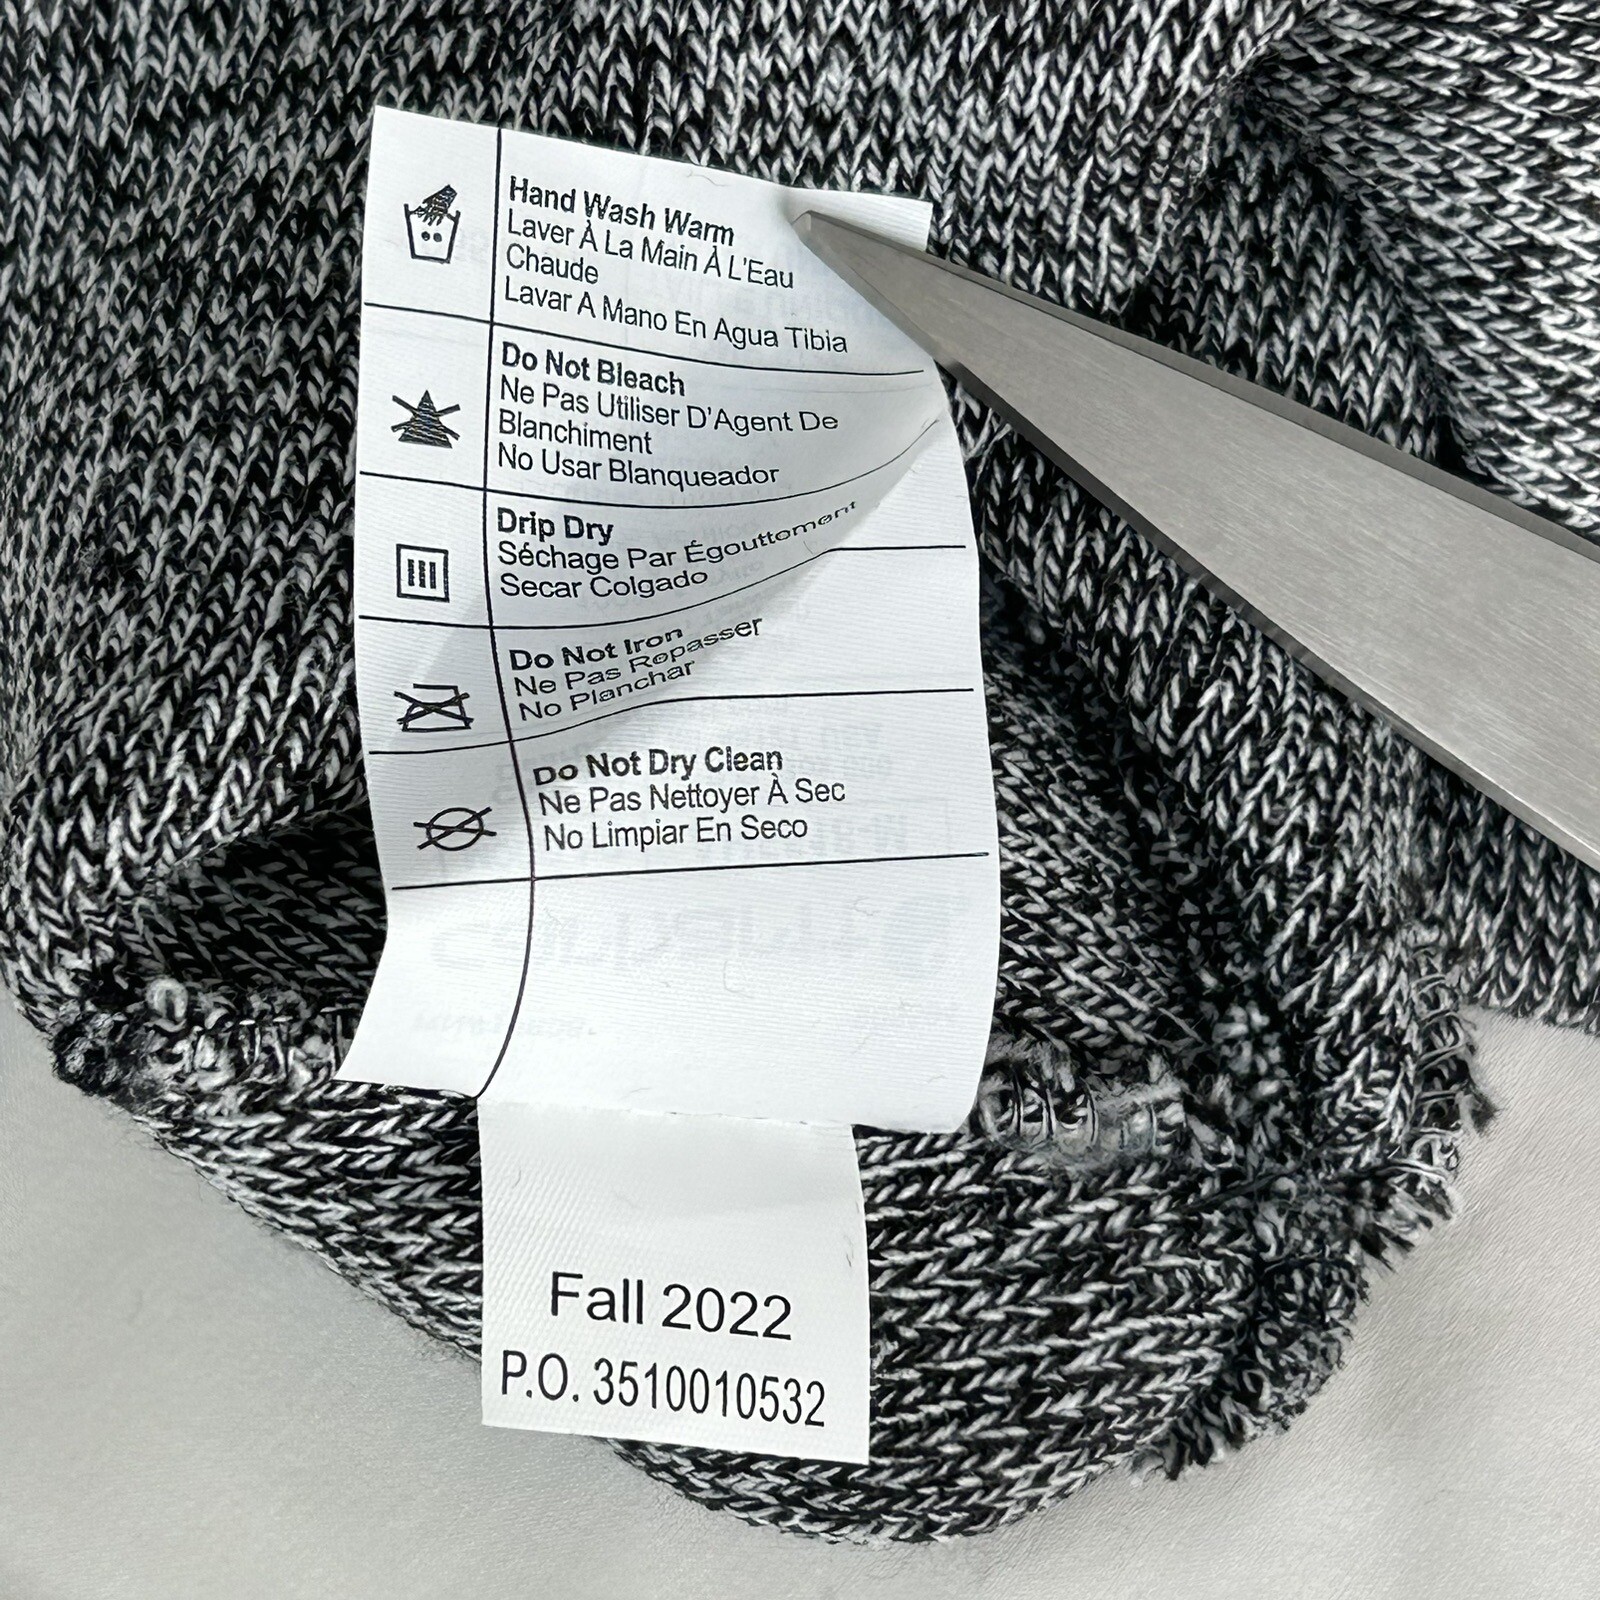 Hand Wash Warm
Laver À La Main À L'Eau
Chaude
Lavar A Mano En Agua Tibia
Do Not Bleach
Ne Pas Utiliser D'Agent De
Blanchiment
No Usar Blanqueador
Drip Dry
Séchage Par Égouttement
Secar Colgado
Do Not Iron
Ne Pas Repasser
No Planchar
Do Not Dry Clean
Ne Pas Nettoyer À Sec
No Limpiar En Seco
Fall 2022
P.O. 3510010532